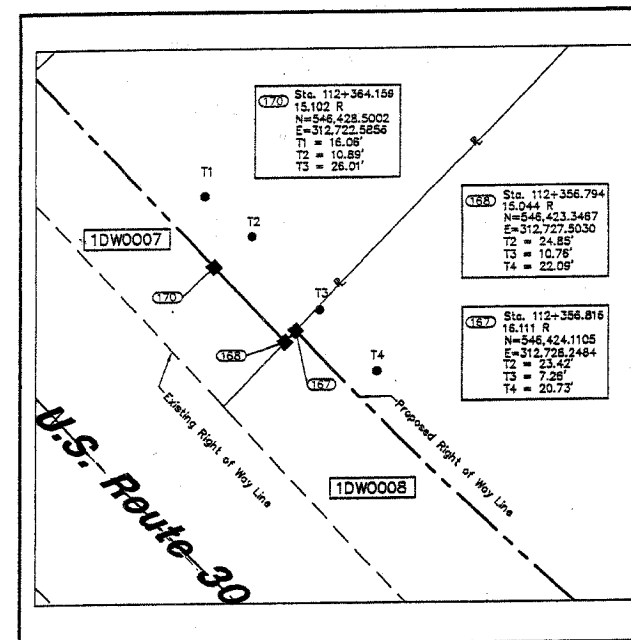 170 Sta. 112+364.159
15.102 R
N=546,428.5002
E=312,722.5856
T1 = 16.06'
T2 = 10.89'
T3 = 26.01'
168 Sta. 112+356.794
15.044 R
N=546,423.3467
E=312,727.5030
T2 = 24.85'
T3 = 10.76'
T4 = 22.09'
167 Sta. 112+356.816
16.111 R
N=546,424.1105
E=312,728.2484
T2 = 23.42'
T3 = 7.26'
T4 = 20.73'
T1
T2
1DW0007
170
T3
168
167
T4
Existing Right of Way Line
Proposed Right of Way Line
1DW0008
U.S. Route 30